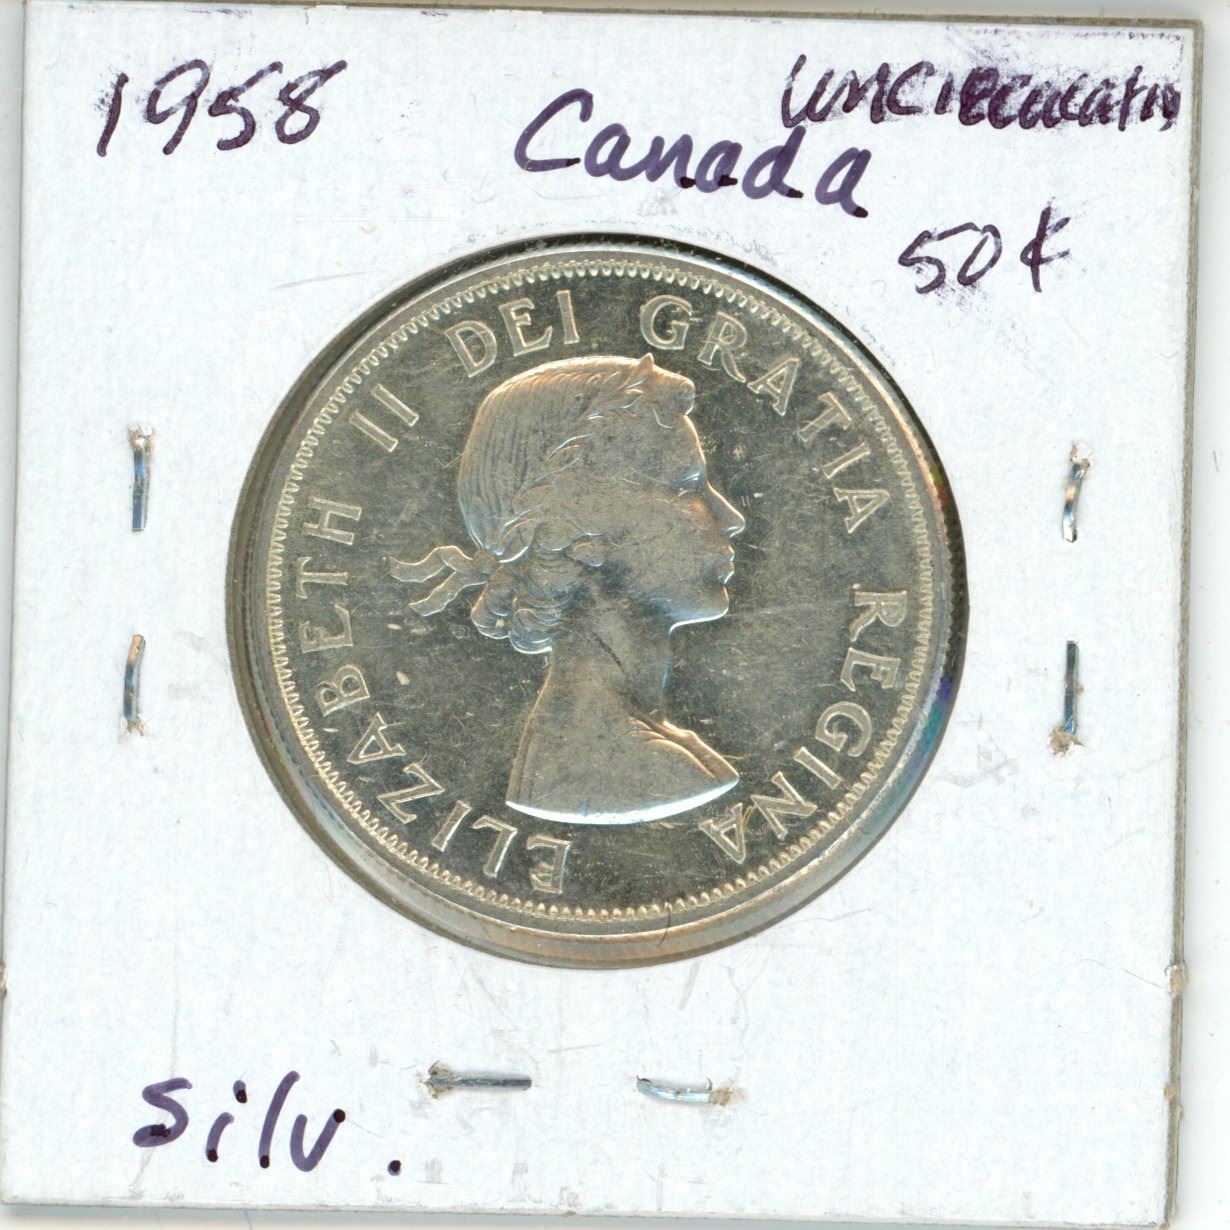 1958
Canada
50¢
ELIZABETH II DEI GRATIA REGINA
silv.